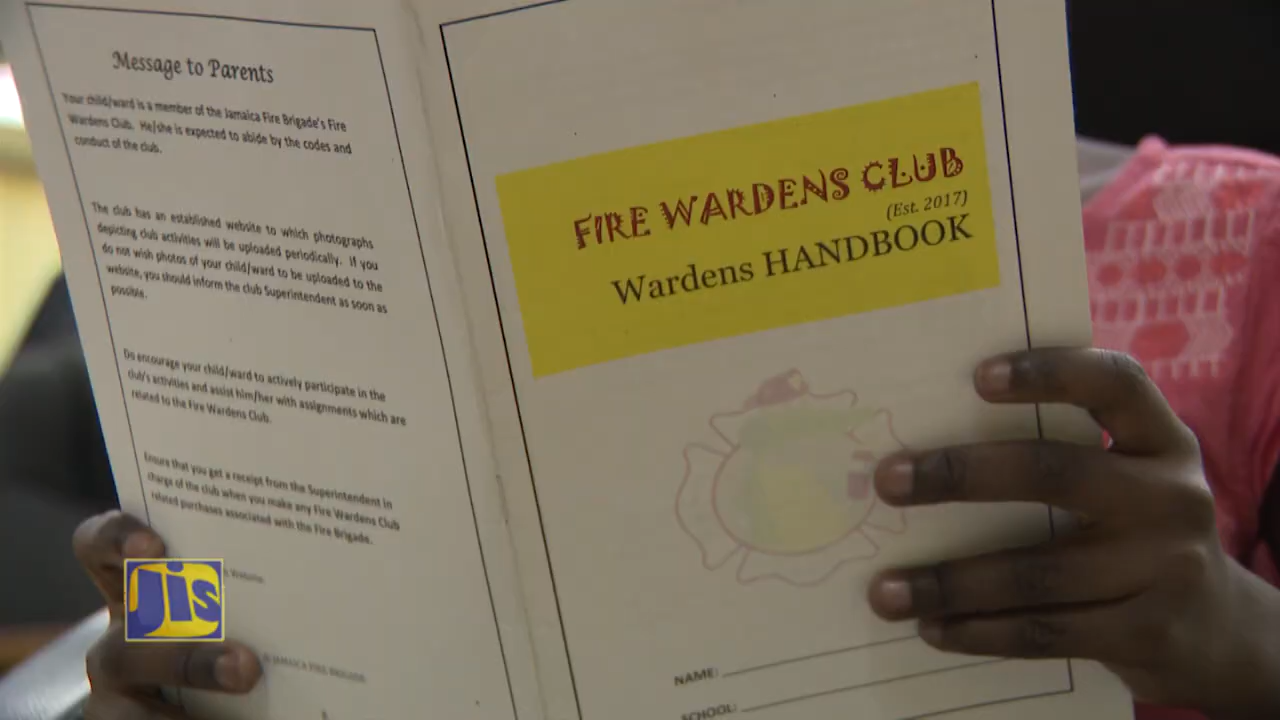 Message to Parents
Your child/ward is a member of the Jamaica Fire Brigade's Fire
Wardens Club. He/she is expected to abide by the codes and
conduct of the club.
The club has an established website to which photographs
depicting club activities will be uploaded periodically. If you
do not wish photos of your child/ward to be uploaded to the
website, you should inform the club Superintendent as soon as
possible.
Do encourage your child/ward to actively participate in the
club's activities and assist him/her with assignments which are
related to the Fire Wardens Club.
Ensure that you get a receipt from the Superintendent in
charge of the club when you make any Fire Wardens Club
related purchases associated with the Fire Brigade.
Website
JAMAICA FIRE BRIGADE
FIRE WARDENS CLUB
(Est. 2017)
Wardens HANDBOOK
NAME:
SCHOOL:
jis